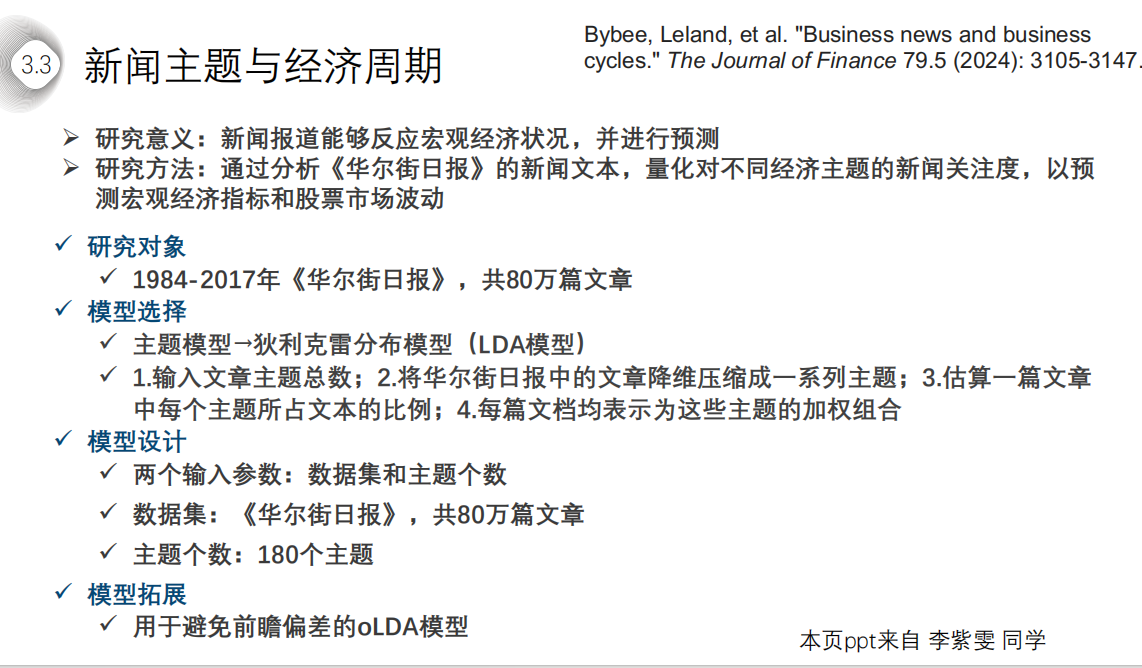 3.3
新闻主题与经济周期
Bybee, Leland, et al. "Business news and business
cycles." The Journal of Finance 79.5 (2024): 3105-3147.
➢ 研究意义：新闻报道能够反应宏观经济状况，并进行预测
➢ 研究方法：通过分析《华尔街日报》的新闻文本，量化对不同经济主题的新闻关注度，以预
测宏观经济指标和股票市场波动
✓ 研究对象
✓ 1984-2017年《华尔街日报》，共80万篇文章
✓ 模型选择
✓ 主题模型→狄利克雷分布模型（LDA模型）
✓ 1.输入文章主题总数；2.将华尔街日报中的文章降维压缩成一系列主题；3.估算一篇文章
中每个主题所占文本的比例；4.每篇文档均表示为这些主题的加权组合
✓ 模型设计
✓ 两个输入参数：数据集和主题个数
✓ 数据集：《华尔街日报》，共80万篇文章
✓ 主题个数：180个主题
✓ 模型拓展
✓ 用于避免前瞻偏差的oLDA模型
本页ppt来自 李紫雯 同学